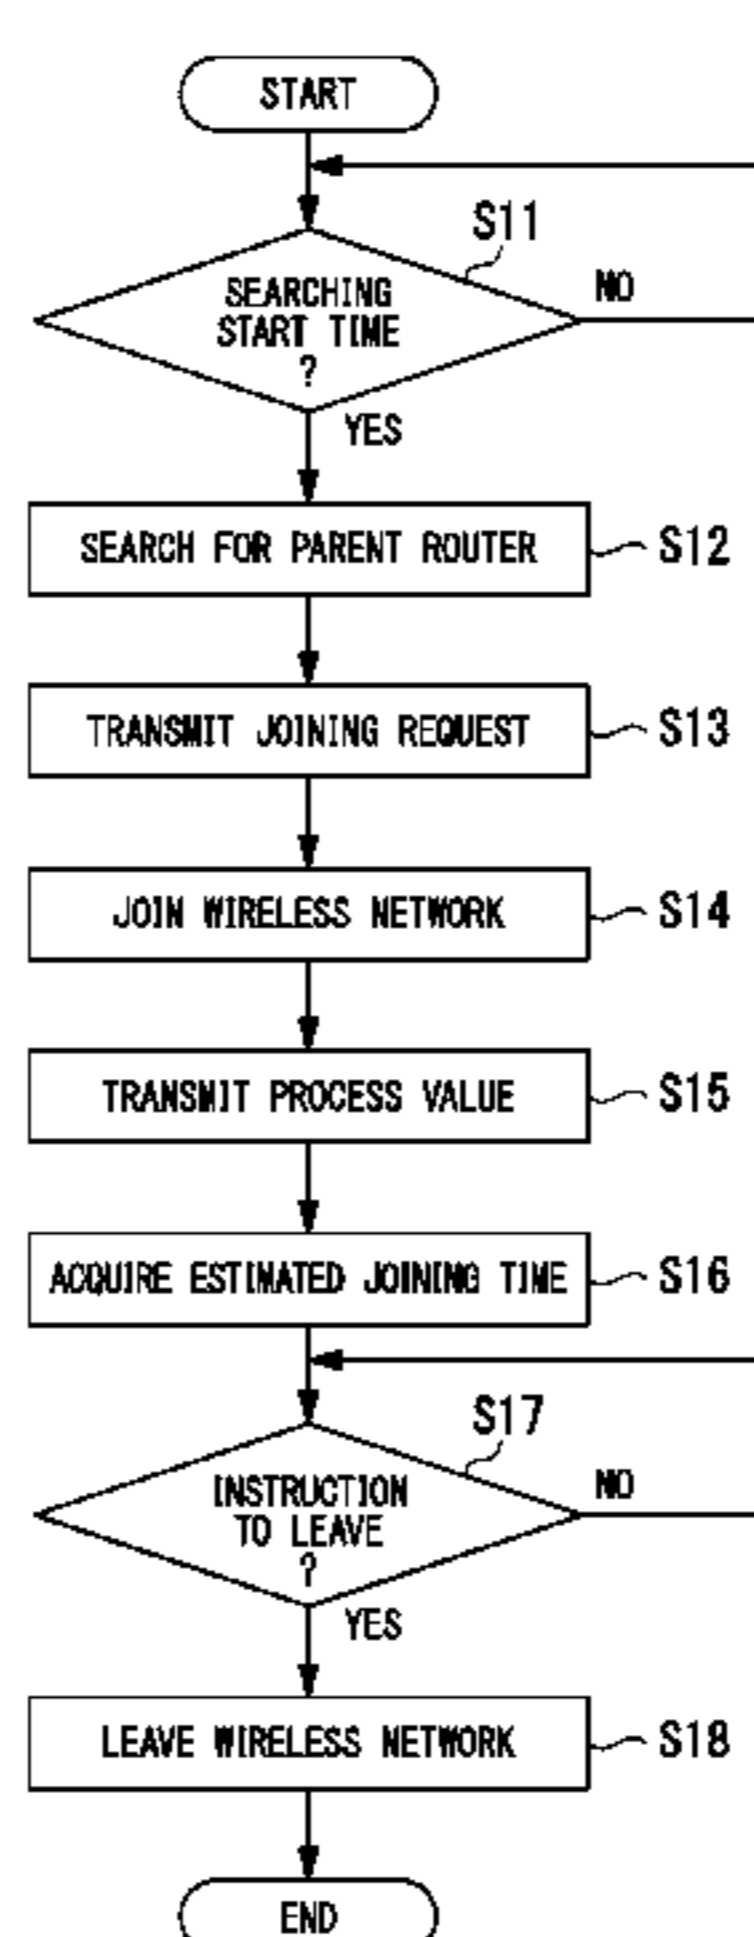 START
S11
SEARCHING
START TIME
?
NO
YES
SEARCH FOR PARENT ROUTER
S12
TRANSMIT JOINING REQUEST
S13
JOIN WIRELESS NETWORK
S14
TRANSMIT PROCESS VALUE
S15
ACQUIRE ESTIMATED JOINING TIME
S16
S17
INSTRUCTION
TO LEAVE
?
NO
YES
LEAVE WIRELESS NETWORK
S18
END